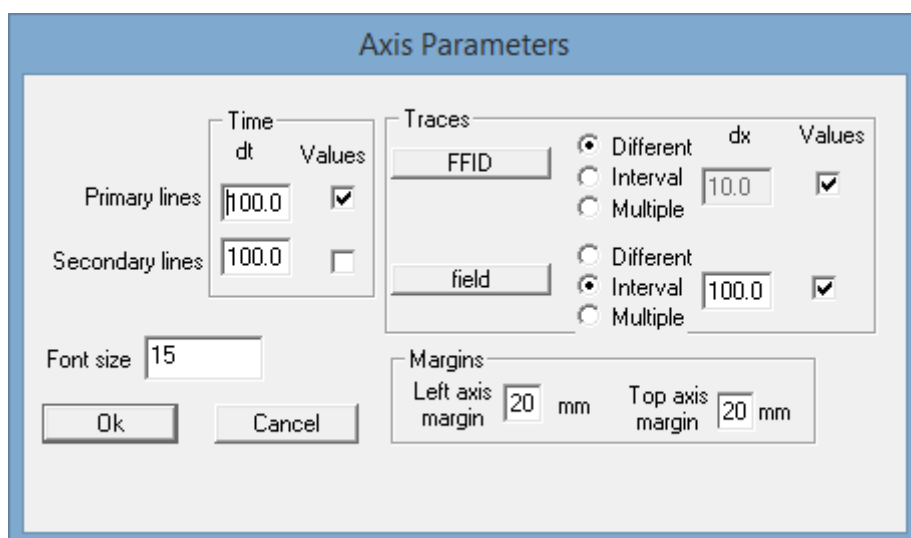 Axis Parameters
Time
dt Values
Primary lines 100.0
Secondary lines 100.0
Traces
dx Values
FFID
Different
Interval 10.0
Multiple
field
Different
Interval 100.0
Multiple
Font size 15
Ok Cancel
Margins
Left axis margin 20 mm
Top axis margin 20 mm